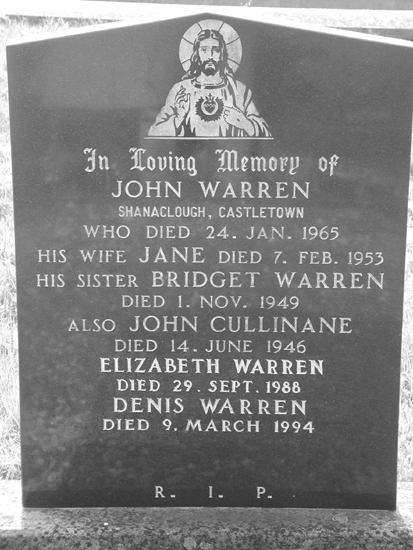 In Loving Memory of
JOHN WARREN
SHANACLOUGH, CASTLETOWN
WHO DIED 24. JAN. 1965
HIS WIFE JANE DIED 7. FEB. 1953
HIS SISTER BRIDGET WARREN
DIED 1. NOV. 1949
ALSO JOHN CULLINANE
DIED 14. JUNE 1946
ELIZABETH WARREN
DIED 29. SEPT. 1988
DENIS WARREN
DIED 9. MARCH 1994
R. I. P.